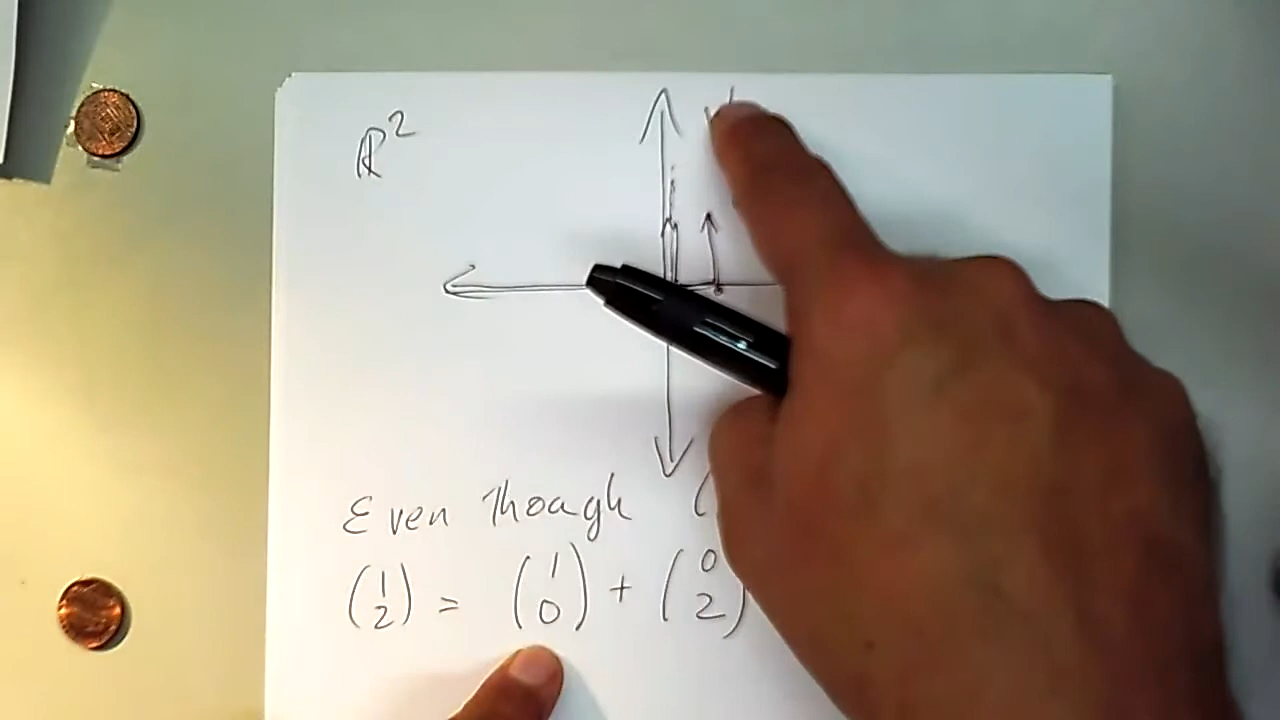 ℝ²
Even though (
(1 2) = (1 0) + (0 2)